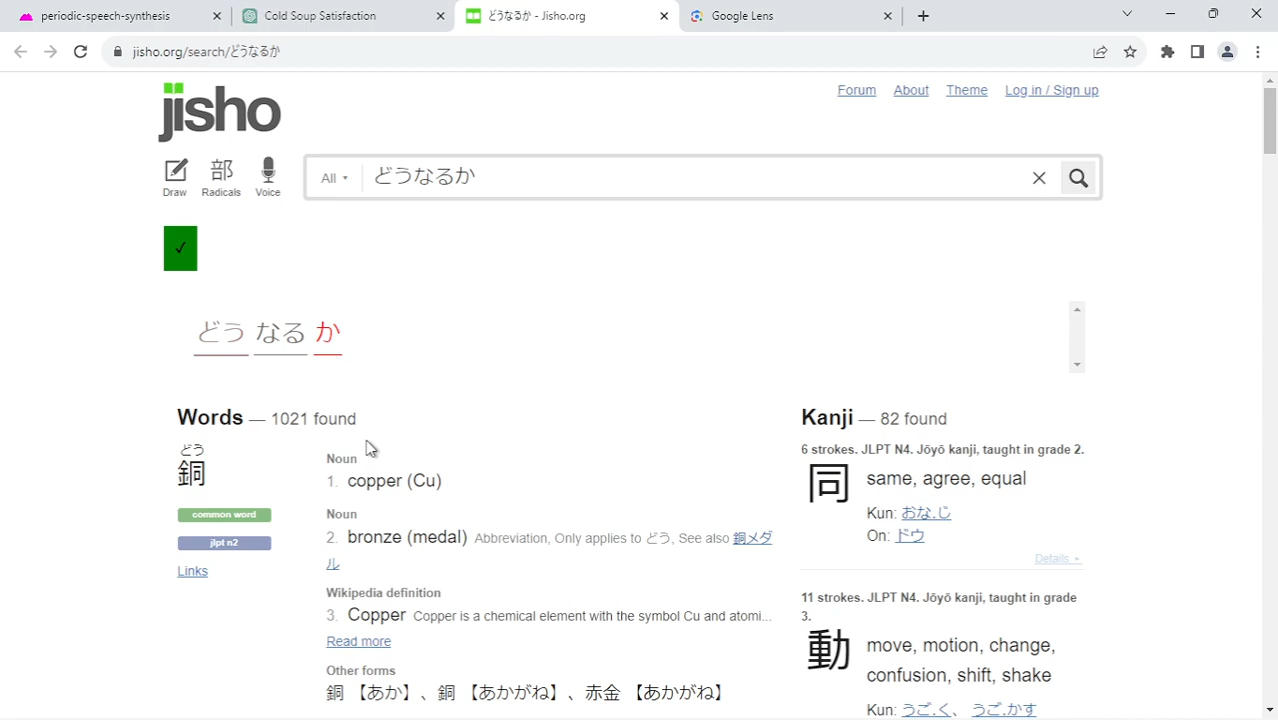 periodic-speech-synthesis
Cold Soup Satisfaction
どうなるか - Jisho.org
Google Lens
jisho.org/search/どうなるか
jisho
Forum
About
Theme
Log in / Sign up
Draw
部
Radicals
Voice
All
どうなるか
✓
どう なる か
Words — 1021 found
どう
銅
common word
jlpt n2
Links
Noun
1. copper (Cu)
Noun
2. bronze (medal) Abbreviation, Only applies to どう, See also 銅メダ
ル
Wikipedia definition
3. Copper Copper is a chemical element with the symbol Cu and atomi...
Read more
Other forms
銅 【あか】、銅 【あかがね】、赤金 【あかがね】
Kanji — 82 found
6 strokes. JLPT N4. Jōyō kanji, taught in grade 2.
同
same, agree, equal
Kun: おな.じ
On: ドウ
Details ▸
11 strokes. JLPT N4. Jōyō kanji, taught in grade
3.
動
move, motion, change,
confusion, shift, shake
Kun: うご.く、 うご.かす